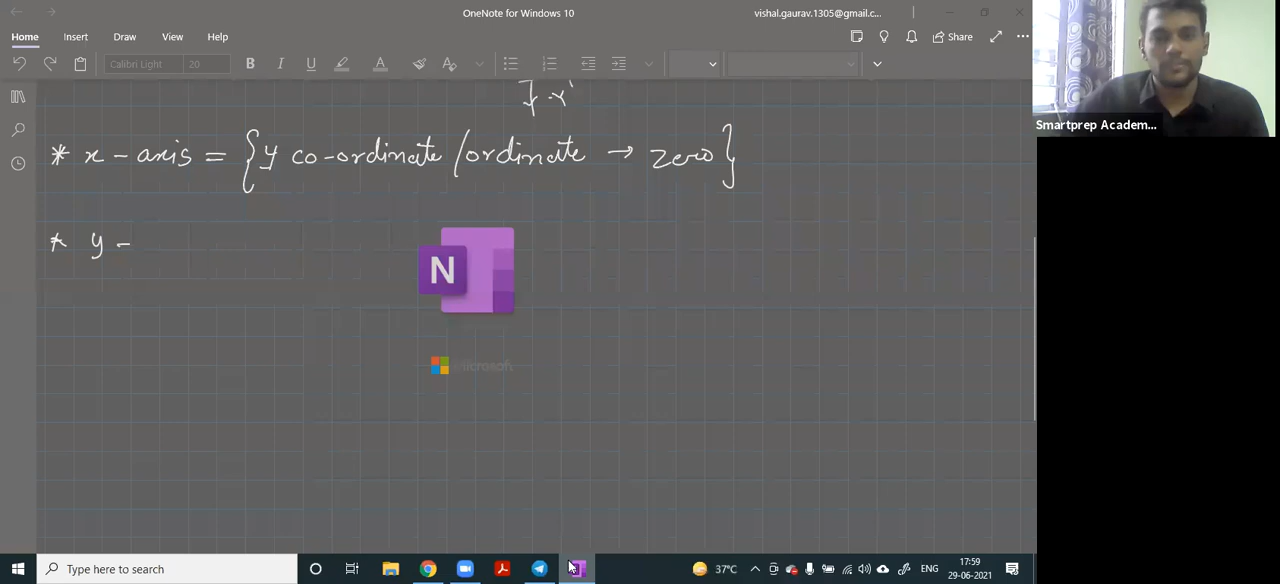 OneNote for Windows 10
vishal.gaurav.1305@gmail.c...
Home Insert Draw View Help
Share
Calibri Light 20 B I U A
Smartprep Academ...
* x - axis = {y co-ordinate/ordinate → zero}
* y -
N
Microsoft
Type here to search
37°C
ENG
17:59
29-06-2021